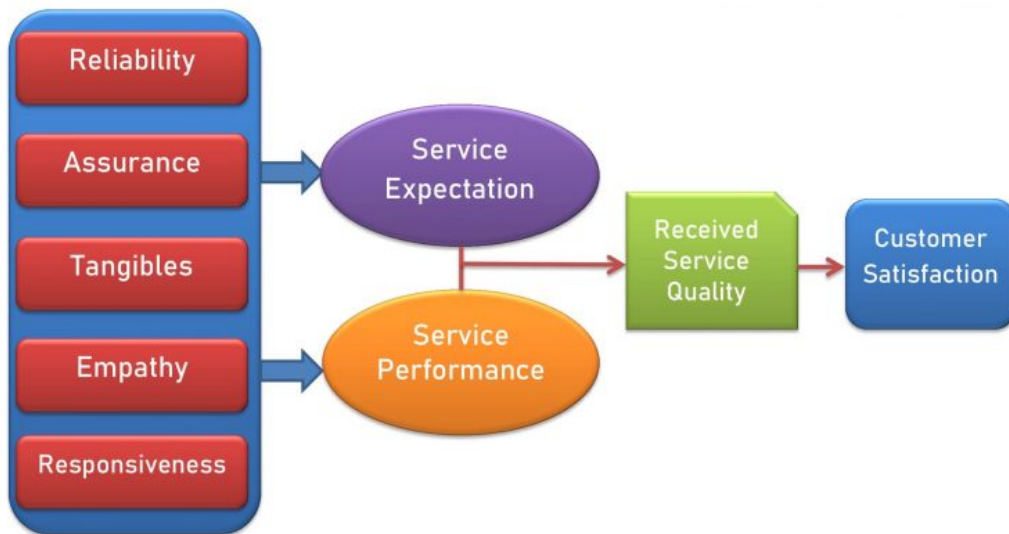 Reliability
Assurance
Tangibles
Empathy
Responsiveness
Service
Expectation
Service
Performance
Received
Service
Quality
Customer
Satisfaction